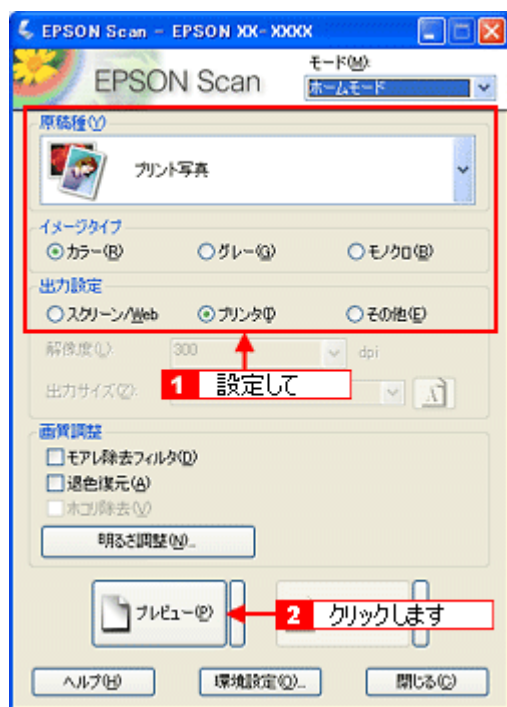 EPSON Scan - EPSON XX-XXXX
EPSON Scan
モード(M):
ホームモード
原稿種(Y)
プリント写真
イメージタイプ
カラー(R) グレー(G) モノクロ(B)
出力設定
スクリーン/Web プリンタ(I) その他(E)
解像度(L): 300 dpi
1 設定して
出力サイズ(Z):
画質調整
モアレ除去フィルタ(D)
退色復元(A)
ホコリ除去(V)
明るさ調整(N)...
プレビュー(P)
2 クリックします
ヘルプ(H) 環境設定(O)... 閉じる(C)